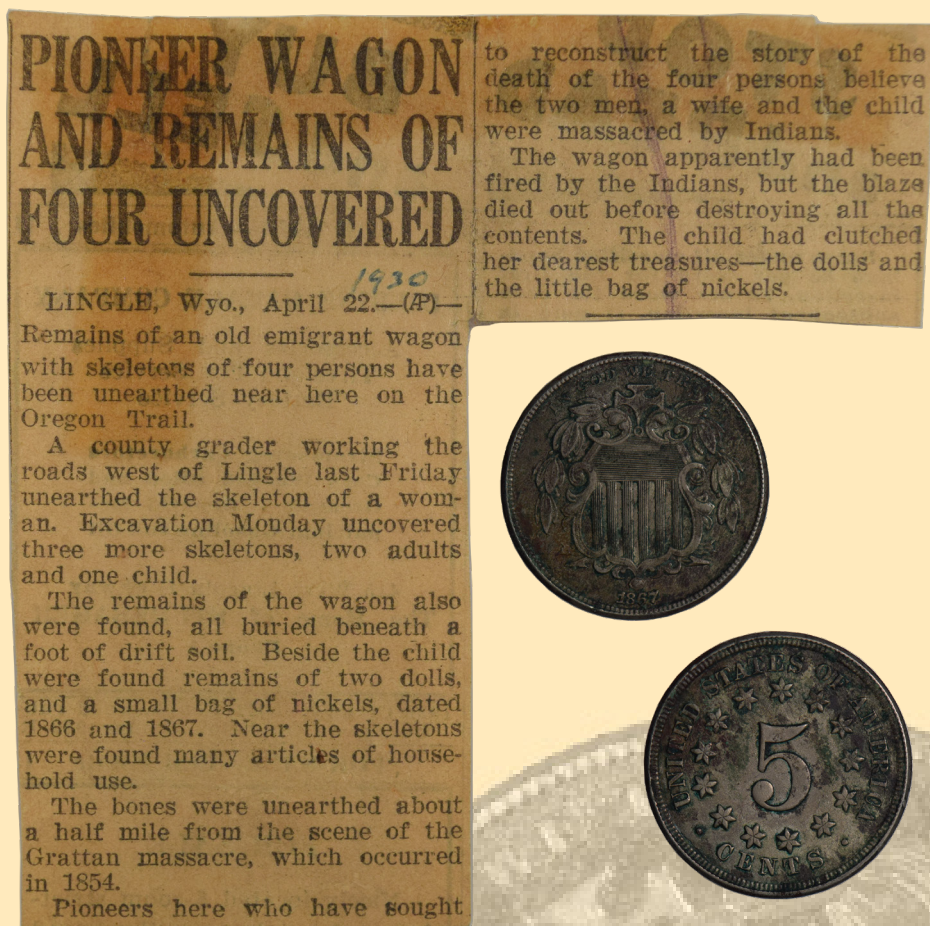 PIONEER WAGON
AND REMAINS OF
FOUR UNCOVERED
1930
LINGLE, Wyo., April 22.—(AP)—
Remains of an old emigrant wagon
with skeletons of four persons have
been unearthed near here on the
Oregon Trail.
A county grader working the
roads west of Lingle last Friday
unearthed the skeleton of a wom-
an. Excavation Monday uncovered
three more skeletons, two adults
and one child.
The remains of the wagon also
were found, all buried beneath a
foot of drift soil. Beside the child
were found remains of two dolls,
and a small bag of nickels, dated
1866 and 1867. Near the skeletons
were found many articles of house-
hold use.
The bones were unearthed about
a half mile from the scene of the
Grattan massacre, which occurred
in 1854.
Pioneers here who have sought
to reconstruct the story of the
death of the four persons believe
the two men, a wife and the child
were massacred by Indians.
The wagon apparently had been
fired by the Indians, but the blaze
died out before destroying all the
contents. The child had clutched
her dearest treasures—the dolls and
the little bag of nickels.
GOD WE
1867
UNITED STATES OF AMERICA
5
CENTS